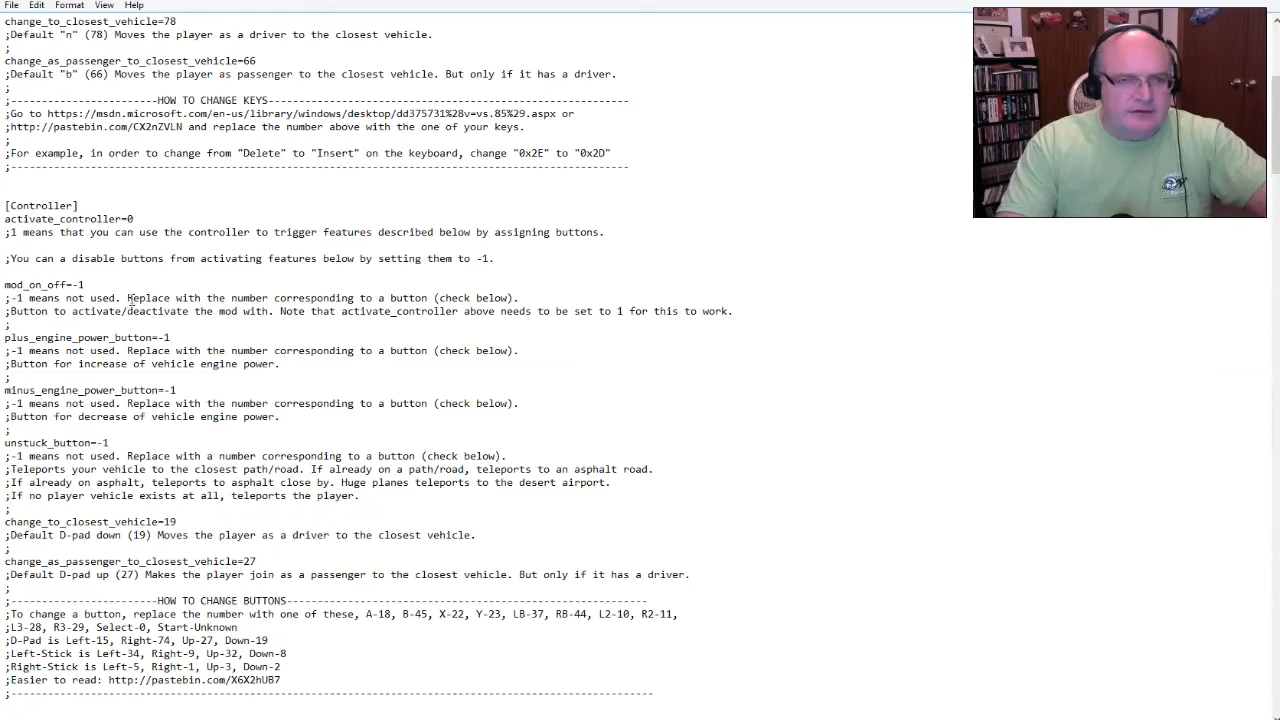 File Edit Format View Help
change_to_closest_vehicle=78
;Default "n" (78) Moves the player as a driver to the closest vehicle.
;
change_as_passenger_to_closest_vehicle=66
;Default "b" (66) Moves the player as passenger to the closest vehicle. But only if it has a driver.
;
;-----------------------HOW TO CHANGE KEYS-----------------------------------------------------------
;Go to https://msdn.microsoft.com/en-us/library/windows/desktop/dd375731%28v=vs.85%29.aspx or
;http://pastebin.com/CX2nZVLN and replace the number above with the one of your keys.
;
;For example, in order to change from "Delete" to "Insert" on the keyboard, change "0x2E" to "0x2D"
;-----------------------------------------------------------------------------------------------------
[Controller]
activate_controller=0
;1 means that you can use the controller to trigger features described below by assigning buttons.
;You can a disable buttons from activating features below by setting them to -1.
mod_on_off=-1
;-1 means not used. Replace with the number corresponding to a button (check below).
;Button to activate/deactivate the mod with. Note that activate_controller above needs to be set to 1 for this to work.
;
plus_engine_power_button=-1
;-1 means not used. Replace with the number corresponding to a button (check below).
;Button for increase of vehicle engine power.
;
minus_engine_power_button=-1
;-1 means not used. Replace with the number corresponding to a button (check below).
;Button for decrease of vehicle engine power.
;
unstuck_button=-1
;-1 means not used. Replace with a number corresponding to a button (check below).
;Teleports your vehicle to the closest path/road. If already on a path/road, teleports to an asphalt road.
;If already on asphalt, teleports to asphalt close by. Huge planes teleports to the desert airport.
;If no player vehicle exists at all, teleports the player.
;
change_to_closest_vehicle=19
;Default D-pad down (19) Moves the player as a driver to the closest vehicle.
;
change_as_passenger_to_closest_vehicle=27
;Default D-pad up (27) Makes the player join as a passenger to the closest vehicle. But only if it has a driver.
;
;-----------------------HOW TO CHANGE BUTTONS-----------------------------------------------------------
;To change a button, replace the number with one of these, A-18, B-45, X-22, Y-23, LB-37, RB-44, L2-10, R2-11,
;L3-28, R3-29, Select-0, Start-Unknown
;D-Pad is Left-15, Right-74, Up-27, Down-19
;Left-Stick is Left-34, Right-9, Up-32, Down-8
;Right-Stick is Left-5, Right-1, Up-3, Down-2
;Easier to read: http://pastebin.com/X6X2hUB7
;---------------------------------------------------------------------------------------------------------